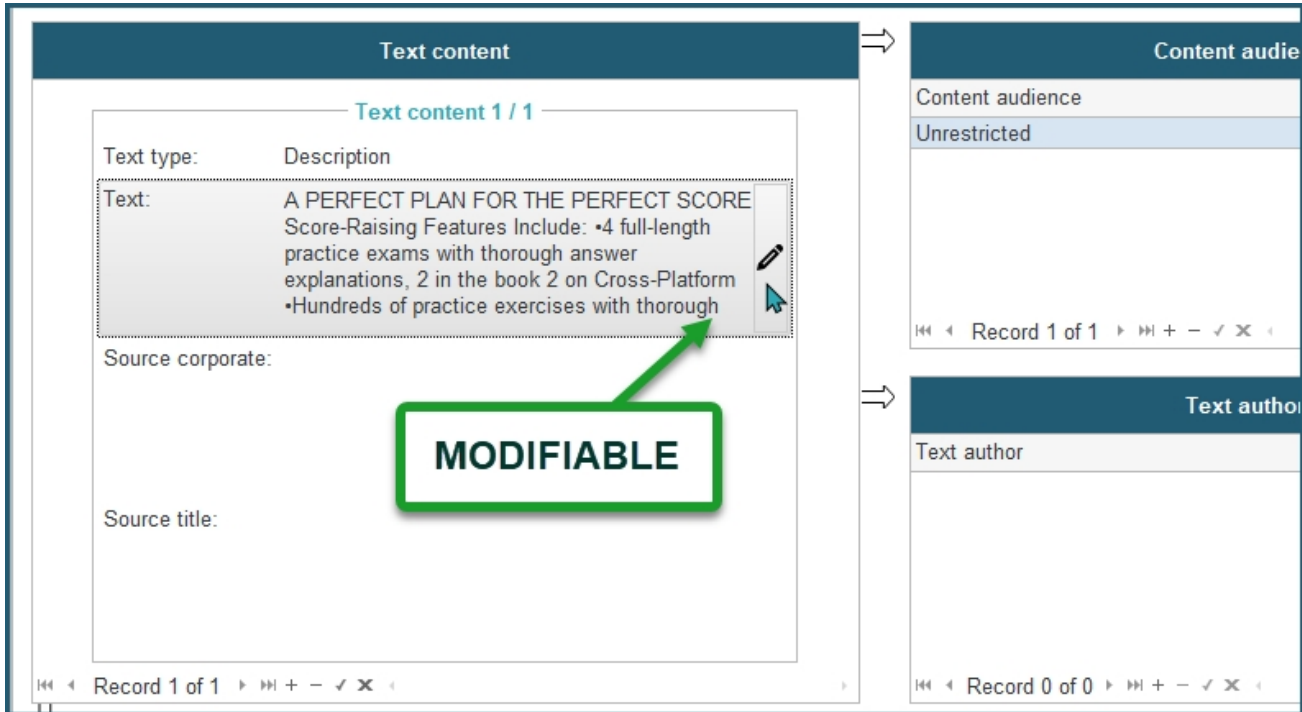 Text content
Text content 1 / 1
Text type: Description
Text: A PERFECT PLAN FOR THE PERFECT SCORE
Score-Raising Features Include: •4 full-length
practice exams with thorough answer
explanations, 2 in the book 2 on Cross-Platform
•Hundreds of practice exercises with thorough
Source corporate:
MODIFIABLE
Source title:
Record 1 of 1
Content audie
Content audience
Unrestricted
Record 1 of 1
Text autho
Text author
Record 0 of 0